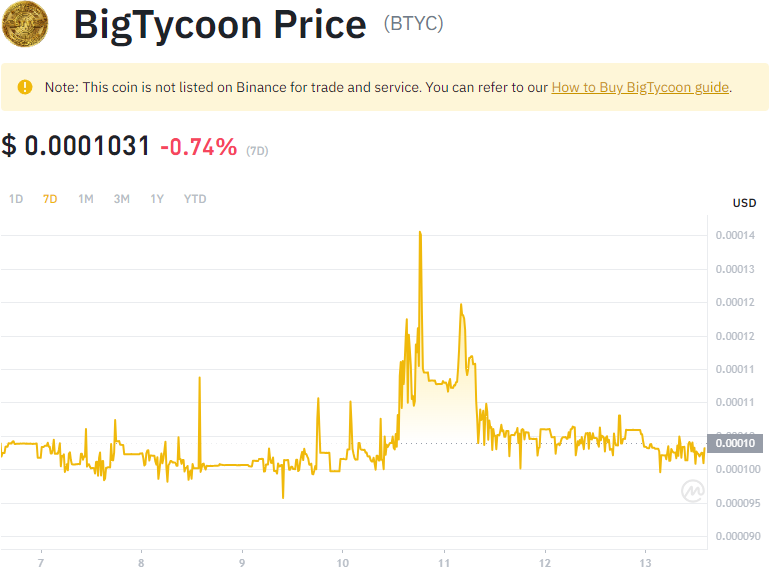 BigTycoon Price (BTYC)
Note: This coin is not listed on Binance for trade and service. You can refer to our How to Buy BigTycoon guide.
$ 0.0001031 -0.74% (7D)
1D 7D 1M 3M 1Y YTD
USD
0.00014
0.00013
0.00012
0.00012
0.00011
0.00011
0.00010
0.000100
0.000095
0.000090
7 8 9 10 11 12 13